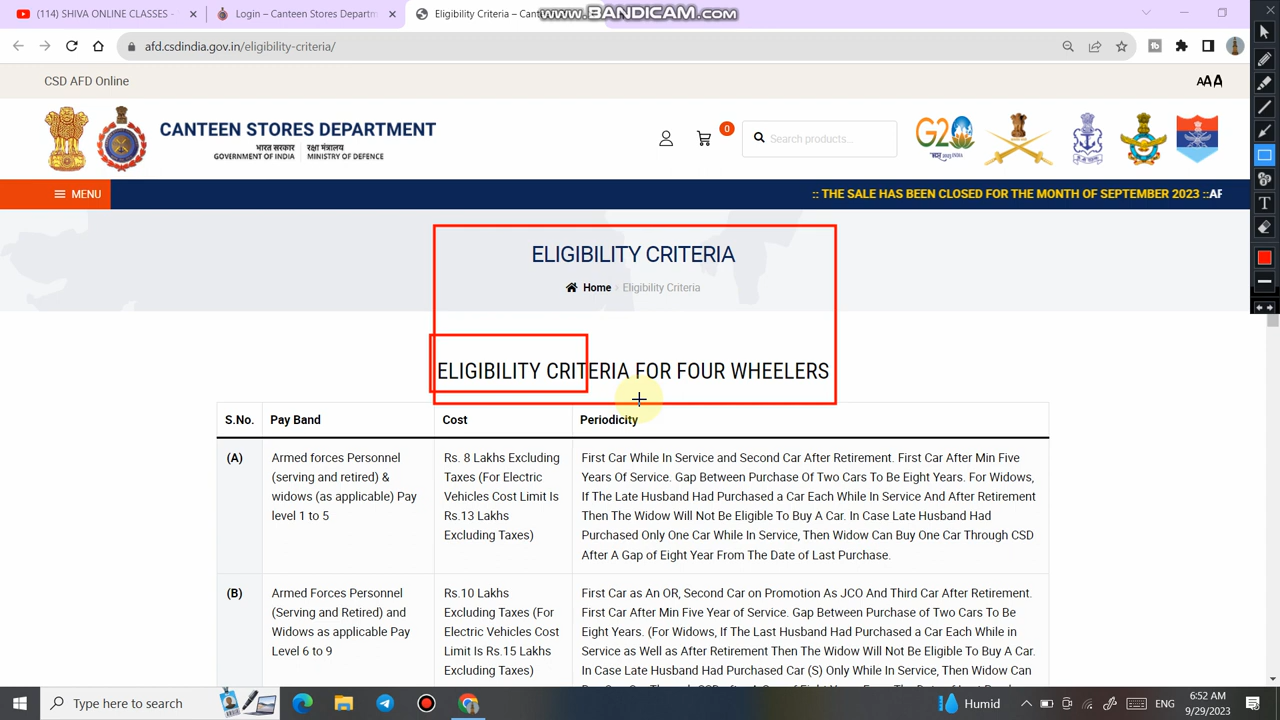 (114) SHIVA ONLINE CLASSES -
Login – Canteen Stores Departm
Eligibility Criteria – Cant
WWW.BANDICAM.COM
afd.csdindia.gov.in/eligibility-criteria/
CSD AFD Online
AAA
CANTEEN STORES DEPARTMENT
भारत सरकार
GOVERNMENT OF INDIA
रक्षा मंत्रालय
MINISTRY OF DEFENCE
0
Search products...
G20
MENU
:: THE SALE HAS BEEN CLOSED FOR THE MONTH OF SEPTEMBER 2023 ::AF
ELIGIBILITY CRITERIA
Home › Eligibility Criteria
ELIGIBILITY CRITERIA FOR FOUR WHEELERS
S.No. Pay Band Cost Periodicity
(A)
Armed forces Personnel
(serving and retired) &
widows (as applicable) Pay
level 1 to 5
Rs. 8 Lakhs Excluding
Taxes (For Electric
Vehicles Cost Limit Is
Rs.13 Lakhs
Excluding Taxes)
First Car While In Service and Second Car After Retirement. First Car After Min Five
Years Of Service. Gap Between Purchase Of Two Cars To Be Eight Years. For Widows,
If The Late Husband Had Purchased a Car Each While In Service And After Retirement
Then The Widow Will Not Be Eligible To Buy A Car. In Case Late Husband Had
Purchased Only One Car While In Service, Then Widow Can Buy One Car Through CSD
After A Gap of Eight Year From The Date of Last Purchase.
(B)
Armed Forces Personnel
(Serving and Retired) and
Widows as applicable Pay
Level 6 to 9
Rs.10 Lakhs
Excluding Taxes (For
Electric Vehicles Cost
Limit Is Rs.15 Lakhs
Excluding Taxes)
First Car as An OR, Second Car on Promotion As JCO And Third Car After Retirement.
First Car After Min Five Year of Service. Gap Between Purchase of Two Cars To Be
Eight Years. (For Widows, If The Last Husband Had Purchased a Car Each While in
Service as Well as After Retirement Then The Widow Will Not Be Eligible To Buy A Car.
In Case Late Husband Had Purchased Car (S) Only While In Service, Then Widow Can
Type here to search
Humid
ENG
6:52 AM
9/29/2023